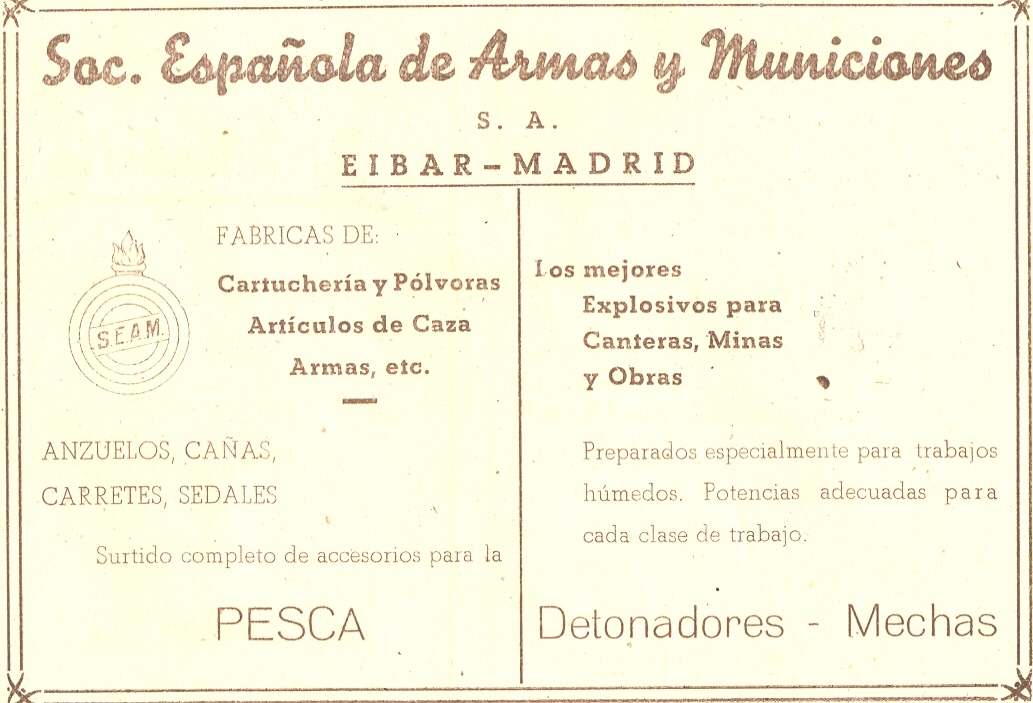 Soc. Española de Armas y Municiones
S. A.
EIBAR-MADRID
S.E.A.M.
FABRICAS DE:
Cartuchería y Pólvoras
Artículos de Caza
Armas, etc.
ANZUELOS, CAÑAS,
CARRETES, SEDALES
Surtido completo de accesorios para la
PESCA
Los mejores
Explosivos para
Canteras, Minas
y Obras
Preparados especialmente para trabajos
húmedos. Potencias adecuadas para
cada clase de trabajo.
Detonadores - Mechas